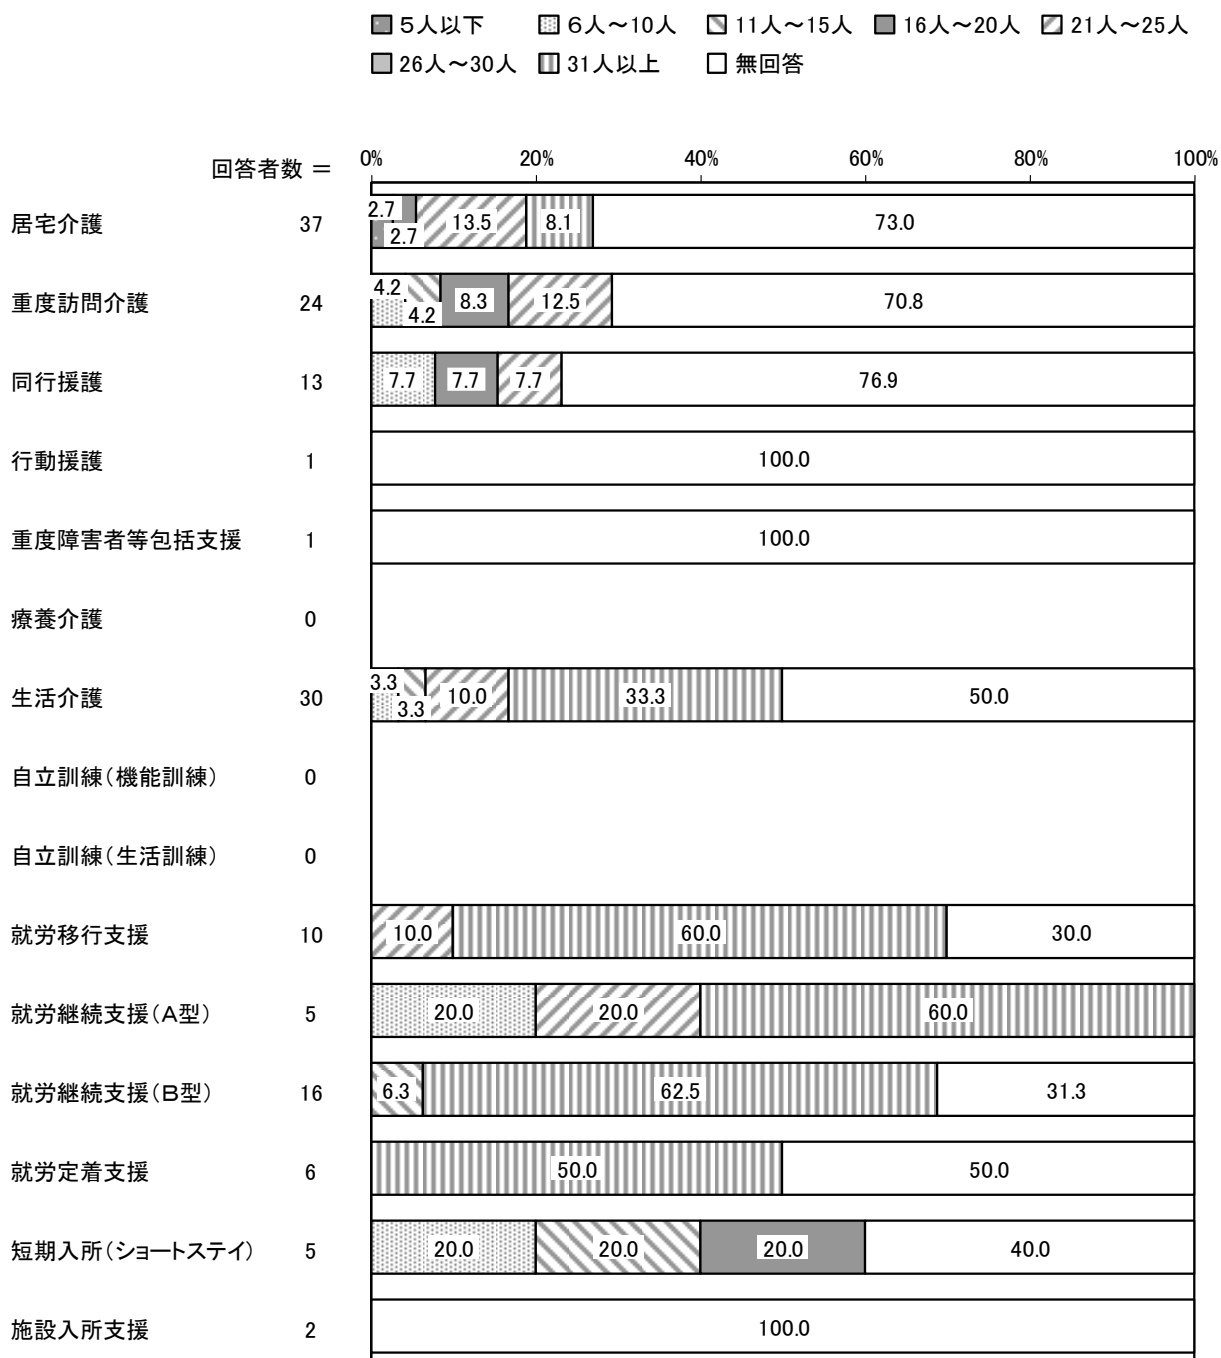 ５人以下 ６人～10人 11人～15人 16人～20人 21人～25人
26人～30人 31人以上 無回答
回答者数 ＝ 0% 20% 40% 60% 80% 100%
居宅介護 37 2.7 2.7 13.5 8.1 73.0
重度訪問介護 24 4.2 4.2 8.3 12.5 70.8
同行援護 13 7.7 7.7 7.7 76.9
行動援護 1 100.0
重度障害者等包括支援 1 100.0
療養介護 0
生活介護 30 3.3 3.3 10.0 33.3 50.0
自立訓練（機能訓練） 0
自立訓練（生活訓練） 0
就労移行支援 10 10.0 60.0 30.0
就労継続支援（Ａ型） 5 20.0 20.0 60.0
就労継続支援（Ｂ型） 16 6.3 62.5 31.3
就労定着支援 6 50.0 50.0
短期入所（ショートステイ） 5 20.0 20.0 20.0 40.0
施設入所支援 2 100.0